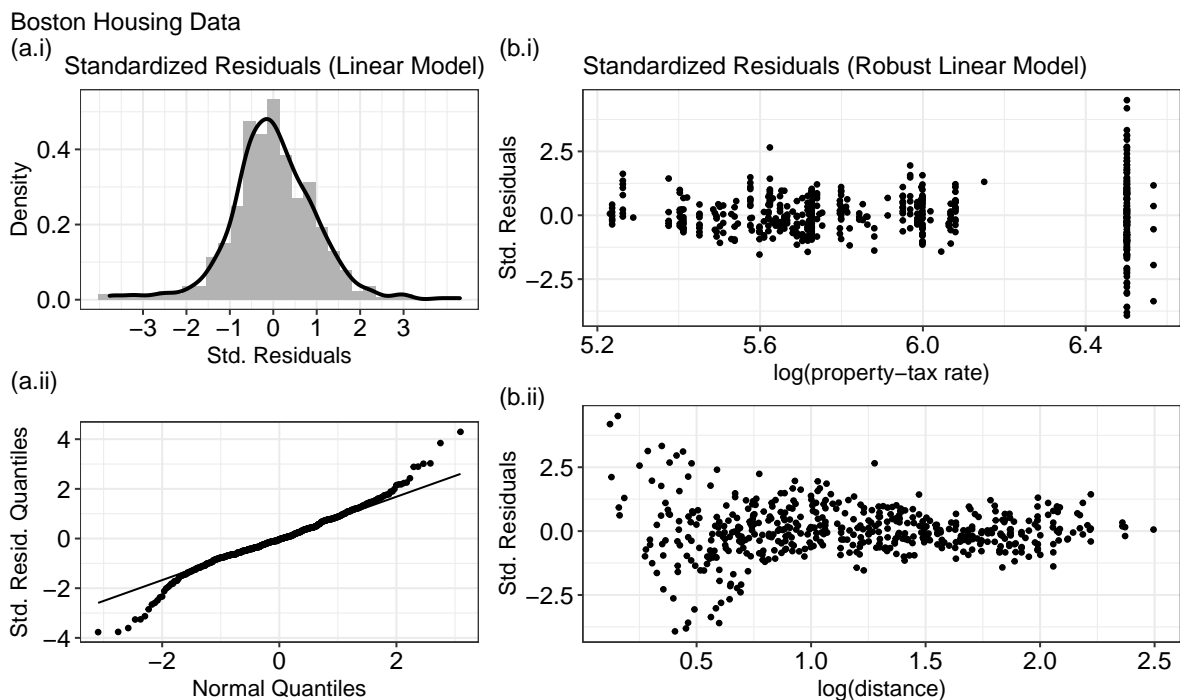 Boston Housing Data
(a.i)
Standardized Residuals (Linear Model)
Density
0.4
0.2
0.0
−3 −2 −1 0 1 2 3
Std. Residuals
(b.i)
Standardized Residuals (Robust Linear Model)
Std. Residuals
2.5
0.0
−2.5
5.2 5.6 6.0 6.4
log(property−tax rate)
(a.ii)
Std. Resid. Quantiles
4
2
0
−2
−4
−2 0 2
Normal Quantiles
(b.ii)
Std. Residuals
2.5
0.0
−2.5
0.5 1.0 1.5 2.0 2.5
log(distance)